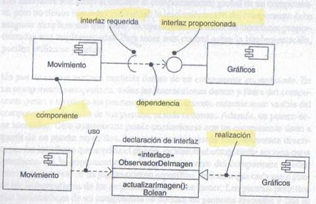 interfaz requerida
interfaz proporcionada
Movimiento
Gráficos
dependencia
componente
uso
declaración de interfaz
realización
«interface»
ObservadorDeImagen
Movimiento
actualizarImagen():
Bolean
Gráficos